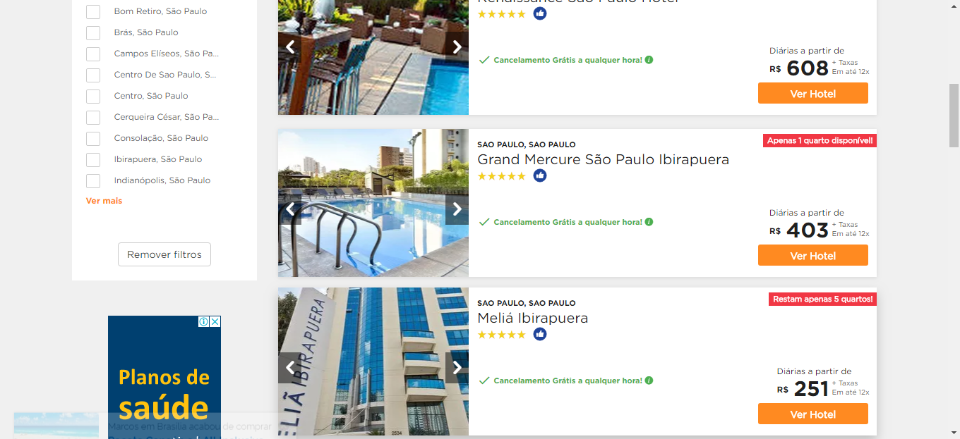 Bom Retiro, São Paulo
Brás, São Paulo
Campos Elíseos, São Pa...
Centro De Sao Paulo, S...
Centro, São Paulo
Cerqueira César, São Pa...
Consolação, São Paulo
Ibirapuera, São Paulo
Indianópolis, São Paulo
Ver mais
Remover filtros
Planos de
saúde
Marcos em Brasília acabou de comprar
Renaissance São Paulo Hotel
Cancelamento Grátis a qualquer hora!
Diárias a partir de
R$ 608 + Taxas
Em até 12x
Ver Hotel
Apenas 1 quarto disponível!
SAO PAULO, SAO PAULO
Grand Mercure São Paulo Ibirapuera
Cancelamento Grátis a qualquer hora!
Diárias a partir de
R$ 403 + Taxas
Em até 12x
Ver Hotel
MELIÃ IBIRAPUERA
Restam apenas 5 quartos!
SAO PAULO, SAO PAULO
Meliá Ibirapuera
Cancelamento Grátis a qualquer hora!
Diárias a partir de
R$ 251 + Taxas
Em até 12x
Ver Hotel